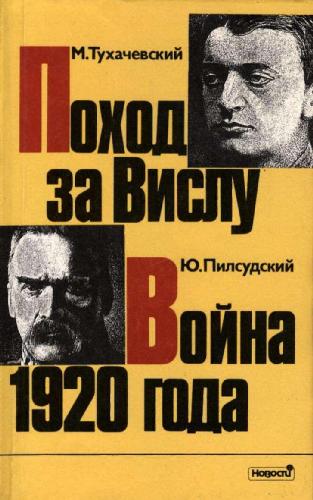 М. Тухачевский
Поход
за Вислу
Ю. Пилсудский
Война
1920 года
Новости